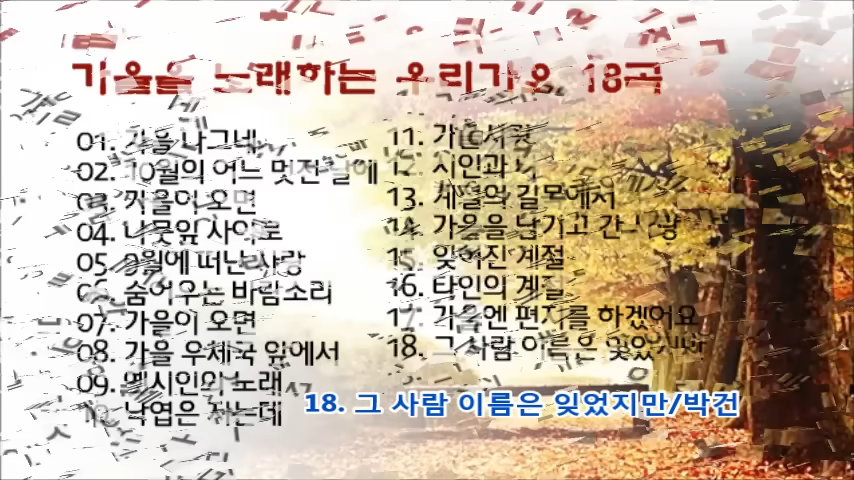 가을을 노래하는 우리가요 18곡
01. 가을 나그네
02. 10월의 어느 멋진 날에
03. 가을이 오면
04. 나뭇잎 사이로
05. 9월에 떠난 사랑
06. 숨어우는 바람소리
07. 가을이 오면
08. 가을 우체국 앞에서
09. 옛시인의 노래
10. 낙엽은 지는데
11. 가을사랑
12. 시인과
13. 계절의 길목에서
14. 가을을 남기고 간 사랑
15. 잊혀진 계절
16. 타인의 계절
17. 가을엔 편지를 하겠어요
18. 그 사람 이름은 잊었지만
18. 그 사람 이름은 잊었지만/박건